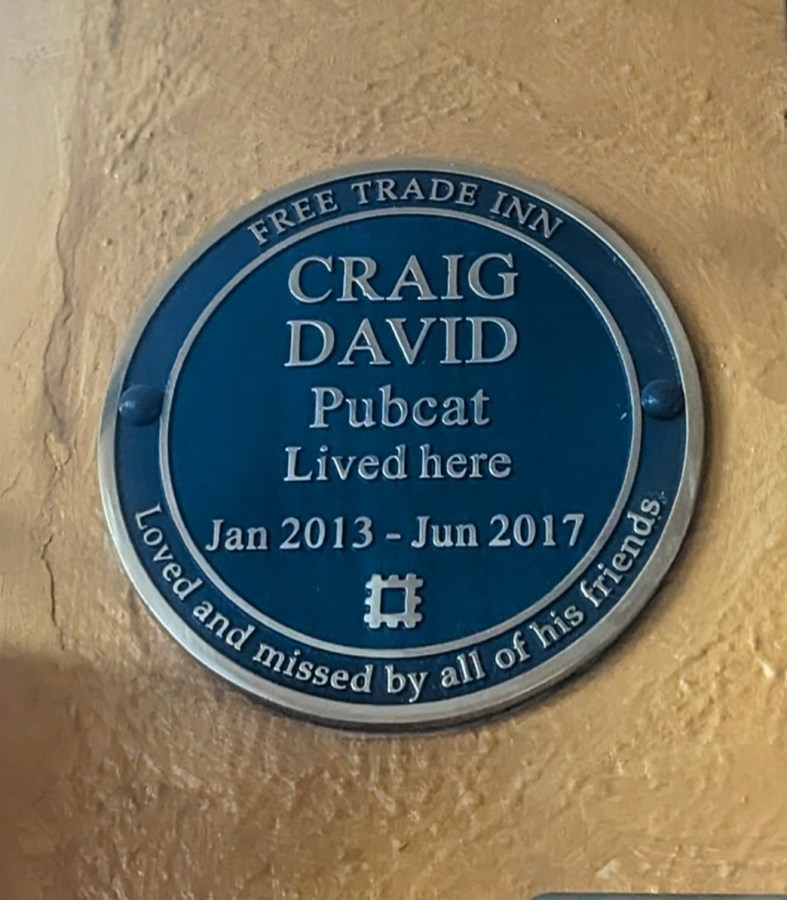 FREE TRADE INN
CRAIG
DAVID
Pubcat
Lived here
Jan 2013 - Jun 2017
Loved and missed by all of his friends